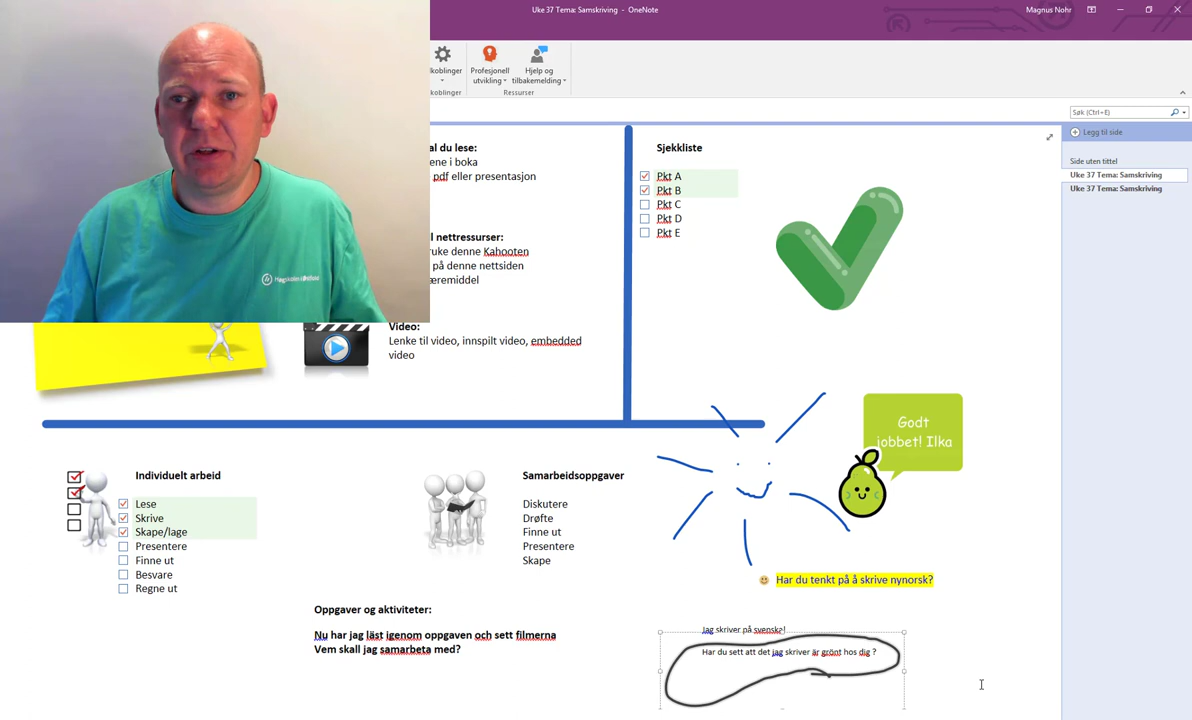 Uke 37 Tema: Samskriving - OneNote
Magnus Nohr
koblinger
Profesjonell utvikling
Hjelp og tilbakemelding
koblinger
Ressurser
Søk (Ctrl+E)
Legg til side
Side uten tittel
Uke 37 Tema: Samskriving
Uke 37 Tema: Samskriving
al du lese:
ene i boka
pdf eller presentasjon
l nettressurser:
ruke denne Kahooten
på denne nettsiden
æremiddel
Video:
Lenke til video, innspilt video, embedded
video
Sjekkliste
Pkt A
Pkt B
Pkt C
Pkt D
Pkt E
Godt
jobbet! Ilka
Individuelt arbeid
Lese
Skrive
Skape/lage
Presentere
Finne ut
Besvare
Regne ut
Samarbeidsoppgaver
Diskutere
Drøfte
Finne ut
Presentere
Skape
Har du tenkt på å skrive nynorsk?
Oppgaver og aktiviteter:
Nu har jag läst igenom oppgaven och sett filmerna
Vem skall jag samarbeta med?
Jag skriver på svenske!
Har du sett att det jag skriver är grönt hos dig ?